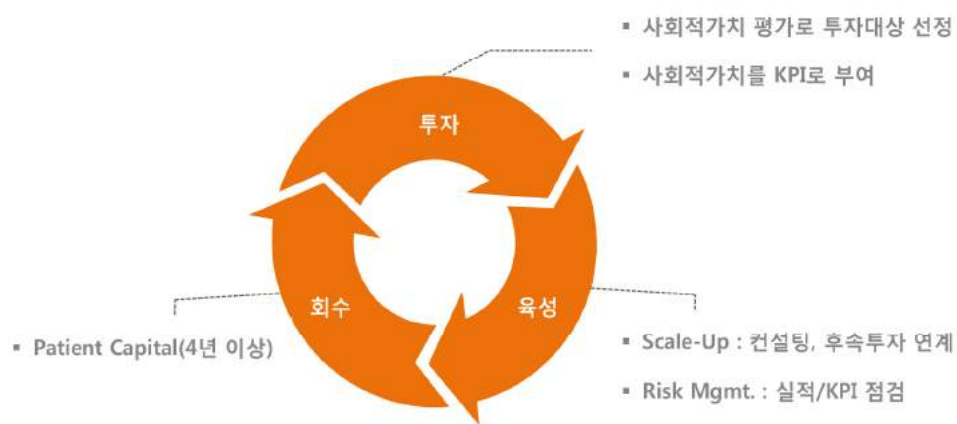 ▪ 사회적가치 평가로 투자대상 선정
▪ 사회적가치를 KPI로 부여
투자
회수
육성
▪ Patient Capital(4년 이상)
▪ Scale-Up : 컨설팅, 후속투자 연계
▪ Risk Mgmt. : 실적/KPI 점검